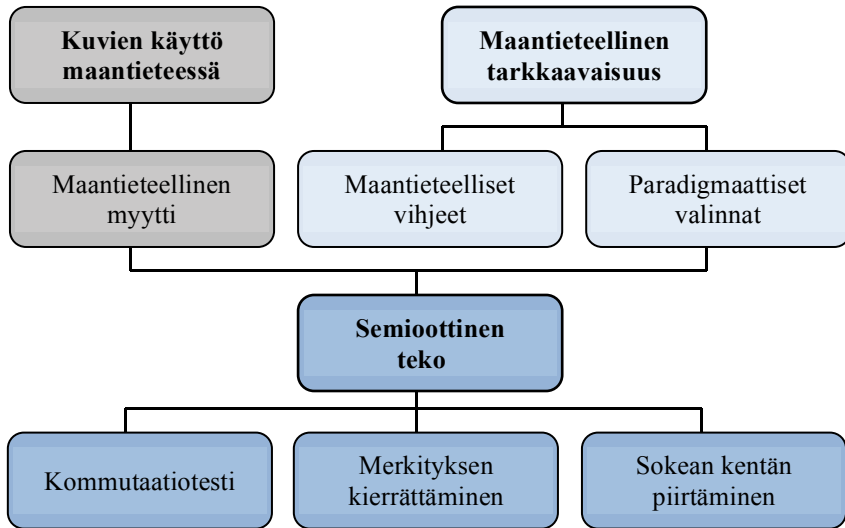 Kuvien käyttö
maantieteessä
Maantieteellinen
tarkkaavaisuus
Maantieteellinen
myytti
Maantieteelliset
vihjeet
Paradigmaattiset
valinnat
Semioottinen
teko
Kommutaatiotesti
Merkityksen
kierrättäminen
Sokean kentän
piirtäminen